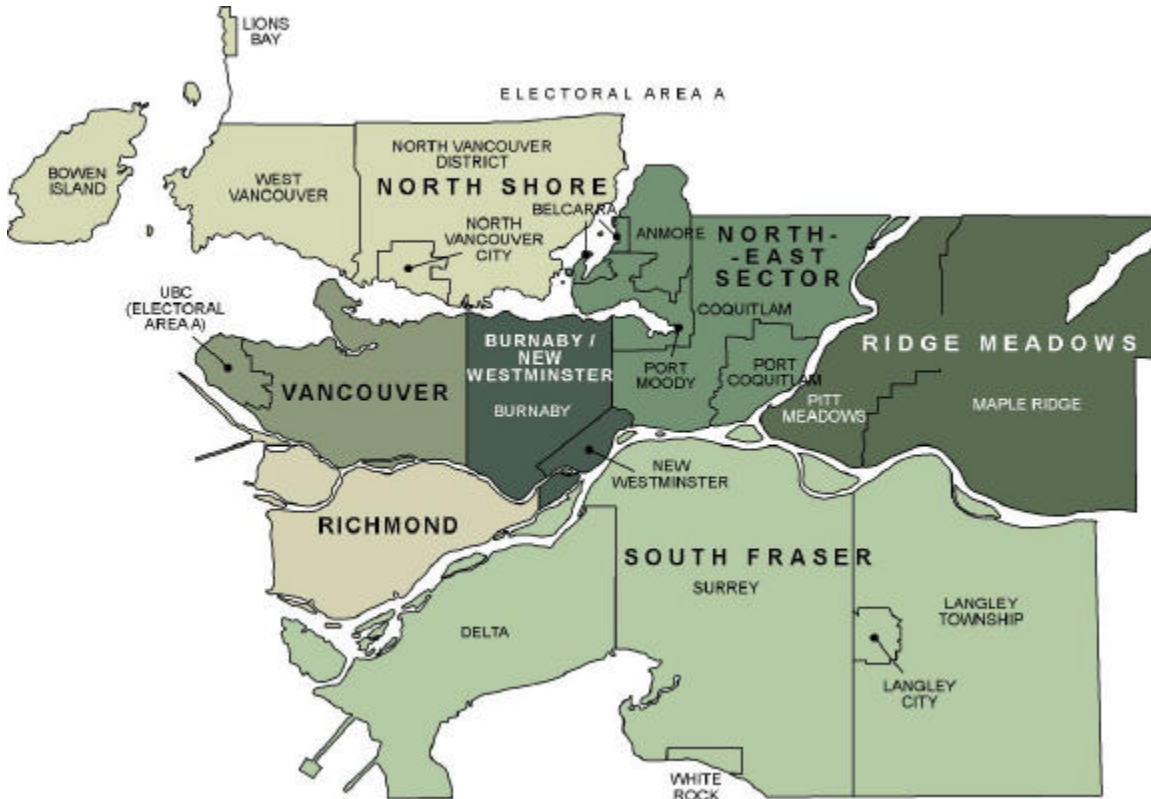 LIONS
BAY
ELECTORAL AREA A
NORTH VANCOUVER
DISTRICT
BOWEN
ISLAND
WEST
VANCOUVER
NORTH SHORE
BELCARRA
NORTH
VANCOUVER
CITY
ANMORE
NORTH-
-EAST
SECTOR
UBC
(ELECTORAL
AREA A)
COQUITLAM
BURNABY /
NEW
WESTMINSTER
RIDGE MEADOWS
PORT
MOODY
PORT
COQUITLAM
VANCOUVER
BURNABY
PITT
MEADOWS
MAPLE RIDGE
NEW
WESTMINSTER
RICHMOND
SOUTH FRASER
SURREY
LANGLEY
TOWNSHIP
DELTA
LANGLEY
CITY
WHITE
ROCK